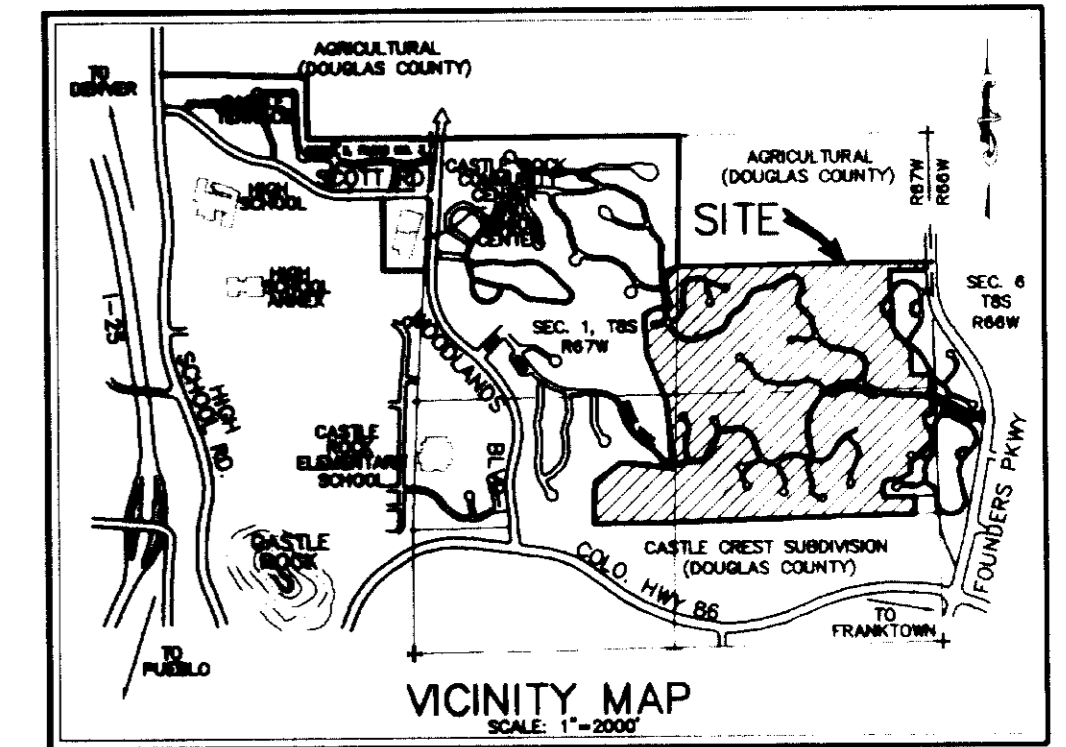 AGRICULTURAL
(DOUGLAS COUNTY)
TO
DENVER
CASTLE
SCOTT RD
HIGH
SCHOOL
CASTLE ROCK
COMMUNITY
CENTER
CENTER
AGRICULTURAL
(DOUGLAS COUNTY)
R67W
R66W
SITE
HIGH
SCHOOL
ANNEX
I-25
HIGH
SCHOOL RD.
WOODLANDS
BLVD.
SEC. 1, T8S
R67W
SEC. 6
T8S
R66W
CASTLE
ROCK
ELEMENTARY
SCHOOL
CASTLE
ROCK
FOUNDERS PKWY
CASTLE CREST SUBDIVISION
(DOUGLAS COUNTY)
COLO. HWY 86
TO
FRANKTOWN
TO
PUEBLO
VICINITY MAP
SCALE: 1"=2000'